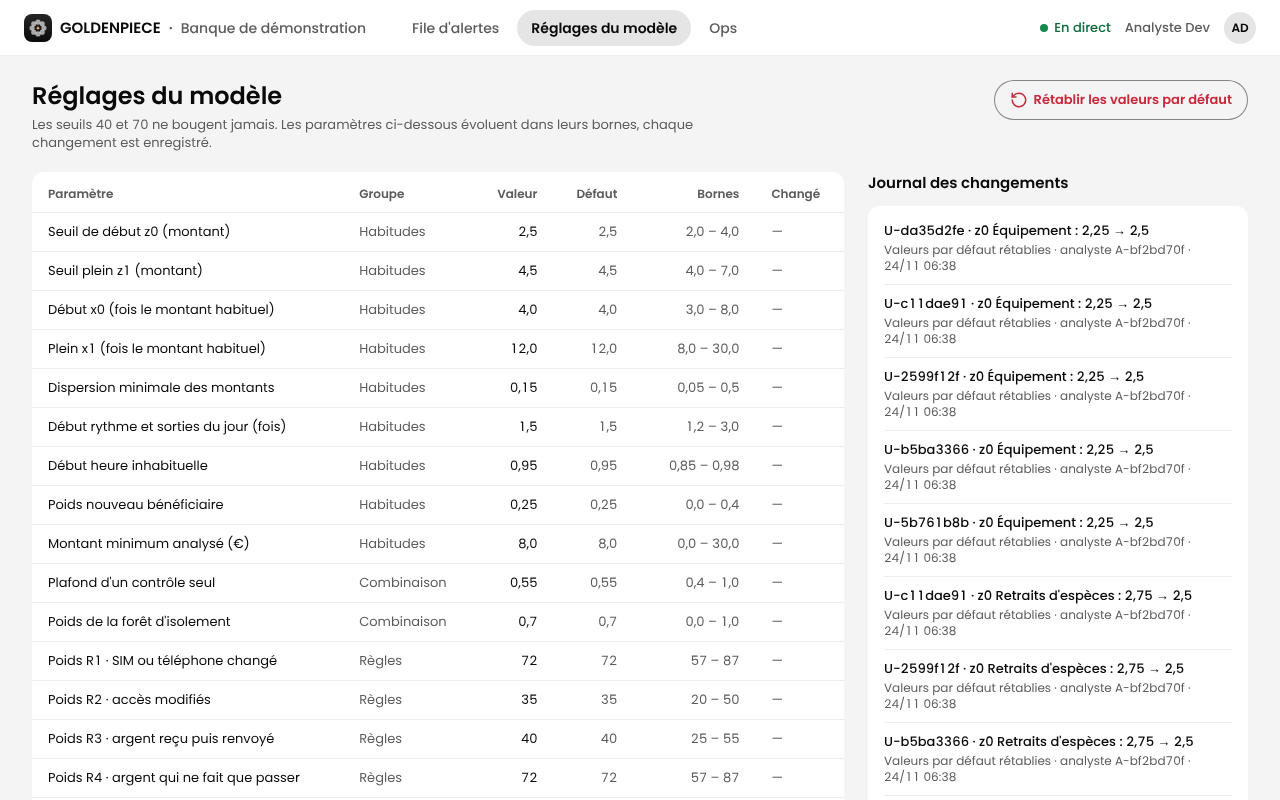 GOLDENPIECE · Banque de démonstration File d'alertes Réglages du modèle Ops En direct Analyste Dev AD
Réglages du modèle
Rétablir les valeurs par défaut
Les seuils 40 et 70 ne bougent jamais. Les paramètres ci-dessous évoluent dans leurs bornes, chaque
changement est enregistré.
Paramètre Groupe Valeur Défaut Bornes Changé
Seuil de début z0 (montant) Habitudes 2,5 2,5 2,0 – 4,0 —
Seuil plein z1 (montant) Habitudes 4,5 4,5 4,0 – 7,0 —
Début x0 (fois le montant habituel) Habitudes 4,0 4,0 3,0 – 8,0 —
Plein x1 (fois le montant habituel) Habitudes 12,0 12,0 8,0 – 30,0 —
Dispersion minimale des montants Habitudes 0,15 0,15 0,05 – 0,5 —
Début rythme et sorties du jour (fois) Habitudes 1,5 1,5 1,2 – 3,0 —
Début heure inhabituelle Habitudes 0,95 0,95 0,85 – 0,98 —
Poids nouveau bénéficiaire Habitudes 0,25 0,25 0,0 – 0,4 —
Montant minimum analysé (€) Habitudes 8,0 8,0 0,0 – 30,0 —
Plafond d'un contrôle seul Combinaison 0,55 0,55 0,4 – 1,0 —
Poids de la forêt d'isolement Combinaison 0,7 0,7 0,0 – 1,0 —
Poids R1 · SIM ou téléphone changé Règles 72 72 57 – 87 —
Poids R2 · accès modifiés Règles 35 35 20 – 50 —
Poids R3 · argent reçu puis renvoyé Règles 40 40 25 – 55 —
Poids R4 · argent qui ne fait que passer Règles 72 72 57 – 87 —
Journal des changements
U-da35d2fe · z0 Équipement : 2,25 → 2,5
Valeurs par défaut rétablies · analyste A-bf2bd70f ·
24/11 06:38
U-c11dae91 · z0 Équipement : 2,25 → 2,5
Valeurs par défaut rétablies · analyste A-bf2bd70f ·
24/11 06:38
U-2599f12f · z0 Équipement : 2,25 → 2,5
Valeurs par défaut rétablies · analyste A-bf2bd70f ·
24/11 06:38
U-b5ba3366 · z0 Équipement : 2,25 → 2,5
Valeurs par défaut rétablies · analyste A-bf2bd70f ·
24/11 06:38
U-5b761b8b · z0 Équipement : 2,25 → 2,5
Valeurs par défaut rétablies · analyste A-bf2bd70f ·
24/11 06:38
U-c11dae91 · z0 Retraits d'espèces : 2,75 → 2,5
Valeurs par défaut rétablies · analyste A-bf2bd70f ·
24/11 06:38
U-2599f12f · z0 Retraits d'espèces : 2,75 → 2,5
Valeurs par défaut rétablies · analyste A-bf2bd70f ·
24/11 06:38
U-b5ba3366 · z0 Retraits d'espèces : 2,75 → 2,5
Valeurs par défaut rétablies · analyste A-bf2bd70f ·
24/11 06:38